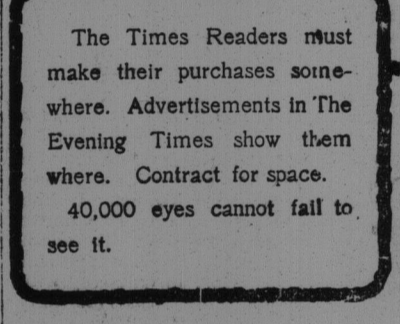 The Times Readers must
make their purchases some-
where. Advertisements in The
Evening Times show them
where. Contract for space.
40,000 eyes cannot fail to
see it.